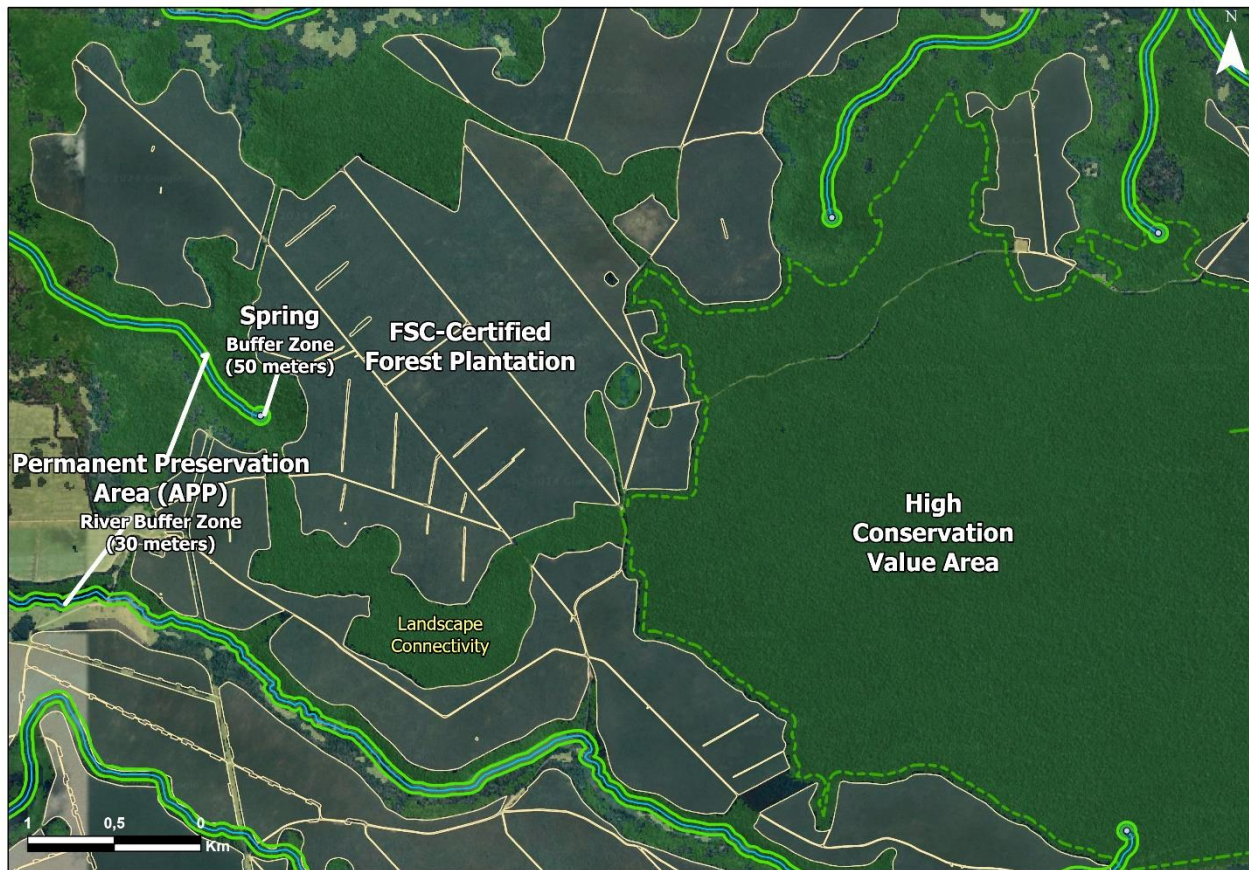 N
Spring
Buffer Zone
(50 meters)
FSC-Certified
Forest Plantation
Permanent Preservation
Area (APP)
River Buffer Zone
(30 meters)
High
Conservation
Value Area
Landscape
Connectivity
1 0,5 0
Km